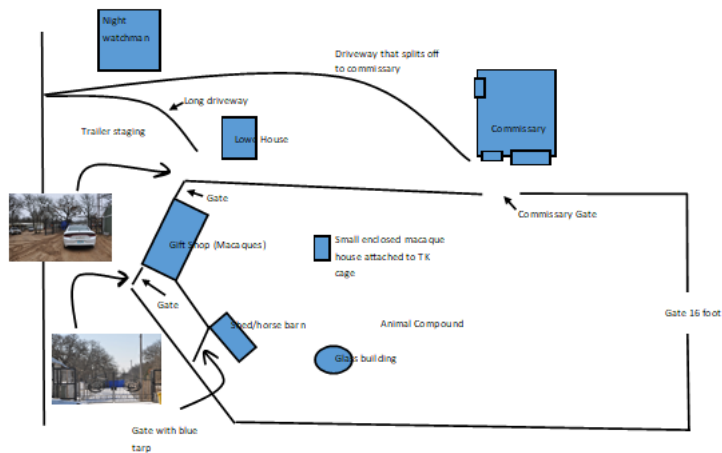 Night
watchman
Driveway that splits off
to commissary
Long driveway
Commissary
Trailer staging
Lowe House
Gate
Commissary Gate
Gift Shop (Macaques)
Small enclosed macaque
house attached to TK
cage
Gate
Gate 16 foot
Shed/horse barn
Animal Compound
Glass building
Gate with blue
tarp